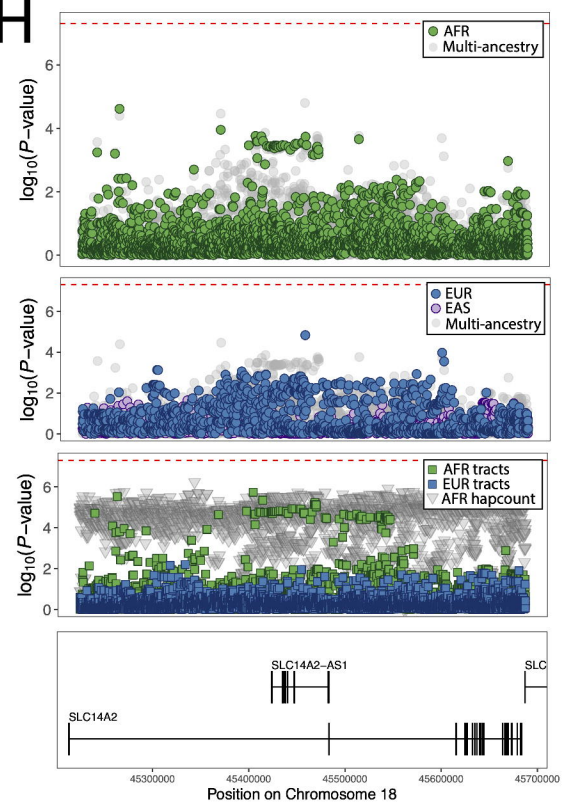 H
AFR
Multi-ancestry
log10(P−value)
6
4
2
0
EUR
EAS
Multi-ancestry
log10(P−value)
6
4
2
0
AFR tracts
EUR tracts
AFR hapcount
log10(P−value)
6
4
2
0
SLC14A2−AS1
SLC
SLC14A2
45300000 45400000 45500000 45600000 45700000
Position on Chromosome 18